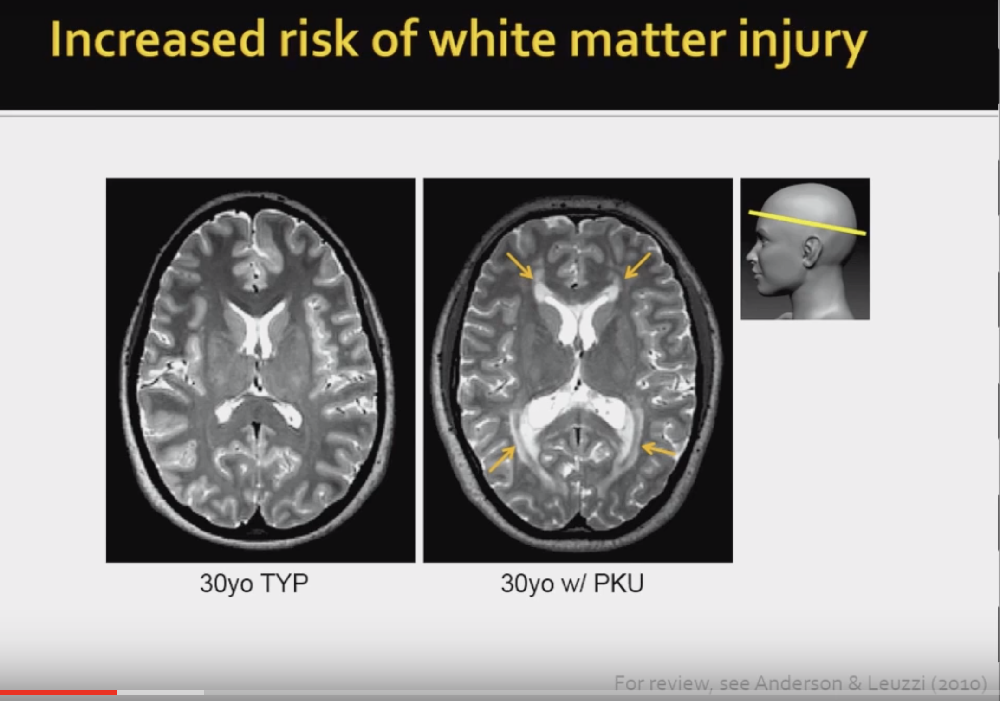 Increased risk of white matter injury
30yo TYP
30yo w/ PKU
For review, see Anderson & Leuzzi (2010)